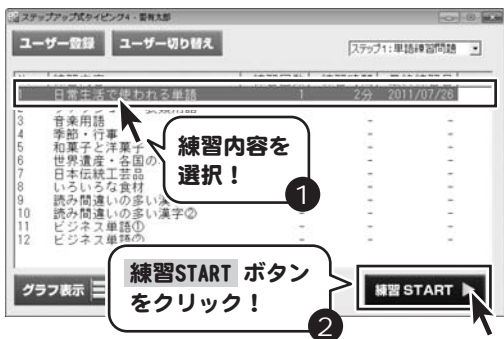 ステップアップ式タイピング4・
ユーザー登録 ユーザー切り替え
ステップ1:単語練習問題
1 日常生活で使われる単語 1 2分 2011/07/26
3 音楽用語 - - -
4 季節・行事 - -
5 和菓子と洋菓子 - -
6 世界遺産・各国の - -
7 日本伝統工芸品 - -
8 いろいろな食材 - -
9 読み間違いの多い漢 - - -
10 読み間違いの多い漢字② - - -
11 ビジネス単語① - - -
12 ビジネス単語② - - -
練習内容を
選択!
1
練習START ボタン
をクリック!
2
グラフ表示
練習 START